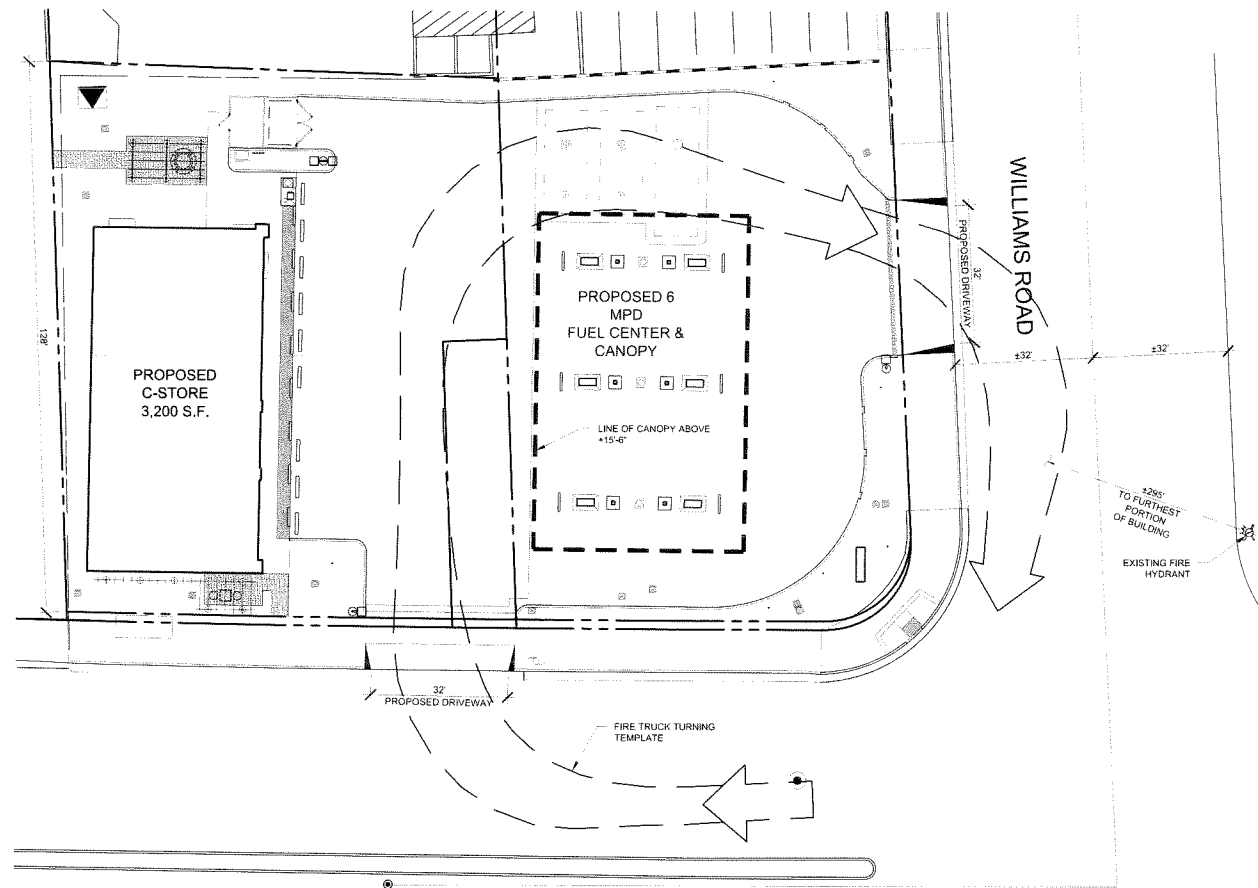 WILLIAMS ROAD
32'
PROPOSED DRIVEWAY
±32'
±32'
128'
PROPOSED 6
MPD
FUEL CENTER &
CANOPY
PROPOSED
C-STORE
3,200 S.F.
LINE OF CANOPY ABOVE
+15'-6"
±295'
TO FURTHEST
PORTION
OF BUILDING
EXISTING FIRE
HYDRANT
32'
PROPOSED DRIVEWAY
FIRE TRUCK TURNING
TEMPLATE